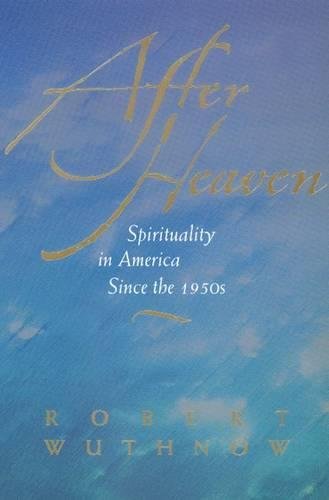 After
Heaven
Spirituality
in America
Since the 1950s
ROBERT
WUTHNOW